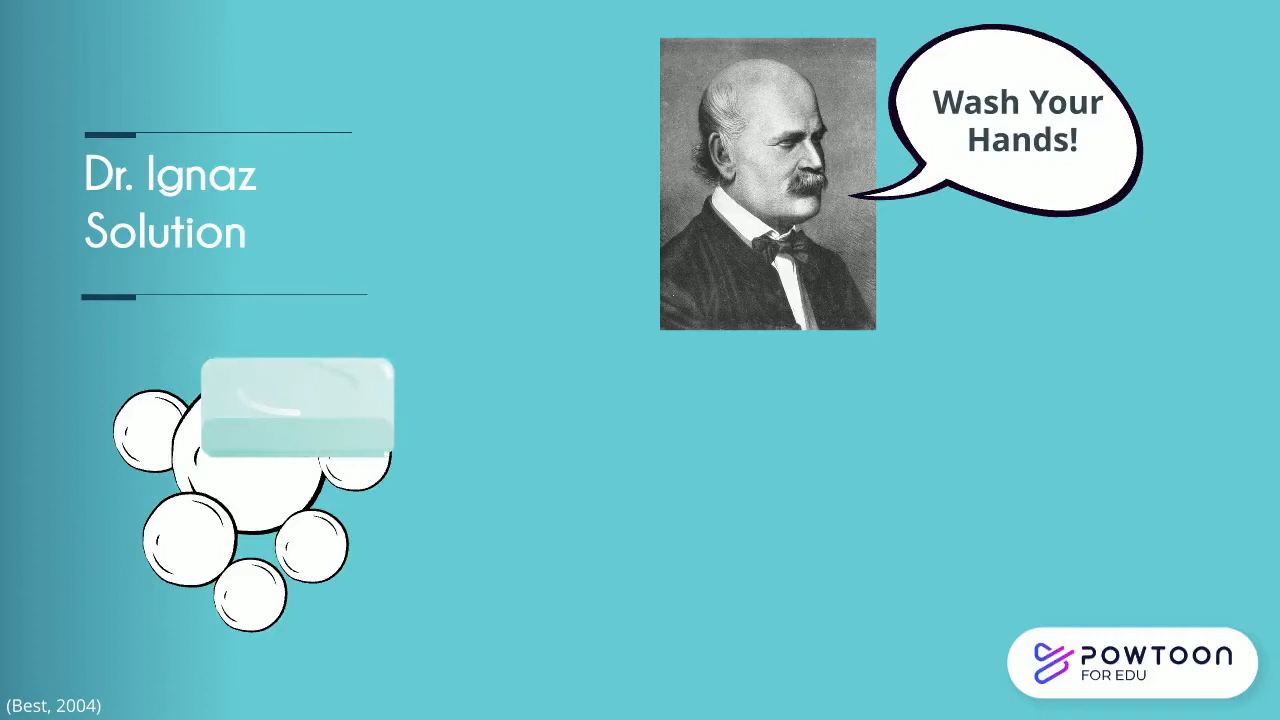 Dr. Ignaz
Solution
Wash Your
Hands!
POWTOON
FOR EDU
(Best, 2004)